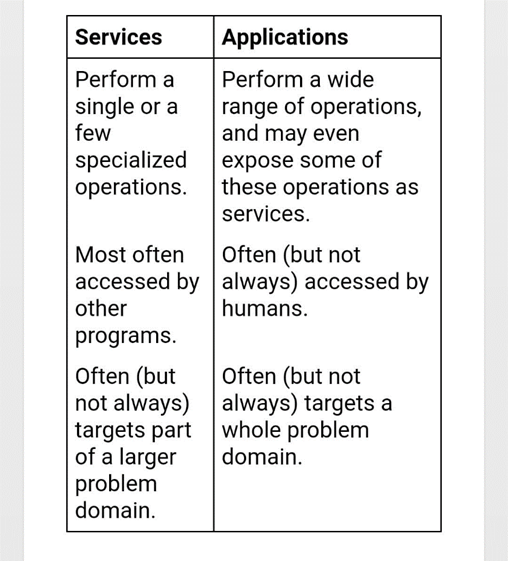 Services
Applications
Perform a
single or a
few
specialized
operations.
Perform a wide
range of operations,
and may even
expose some of
these operations as
services.
Most often
accessed by
other
programs.
Often (but not
always) accessed by
humans.
Often (but
not always)
targets part
of a larger
problem
domain.
Often (but not
always) targets a
whole problem
domain.